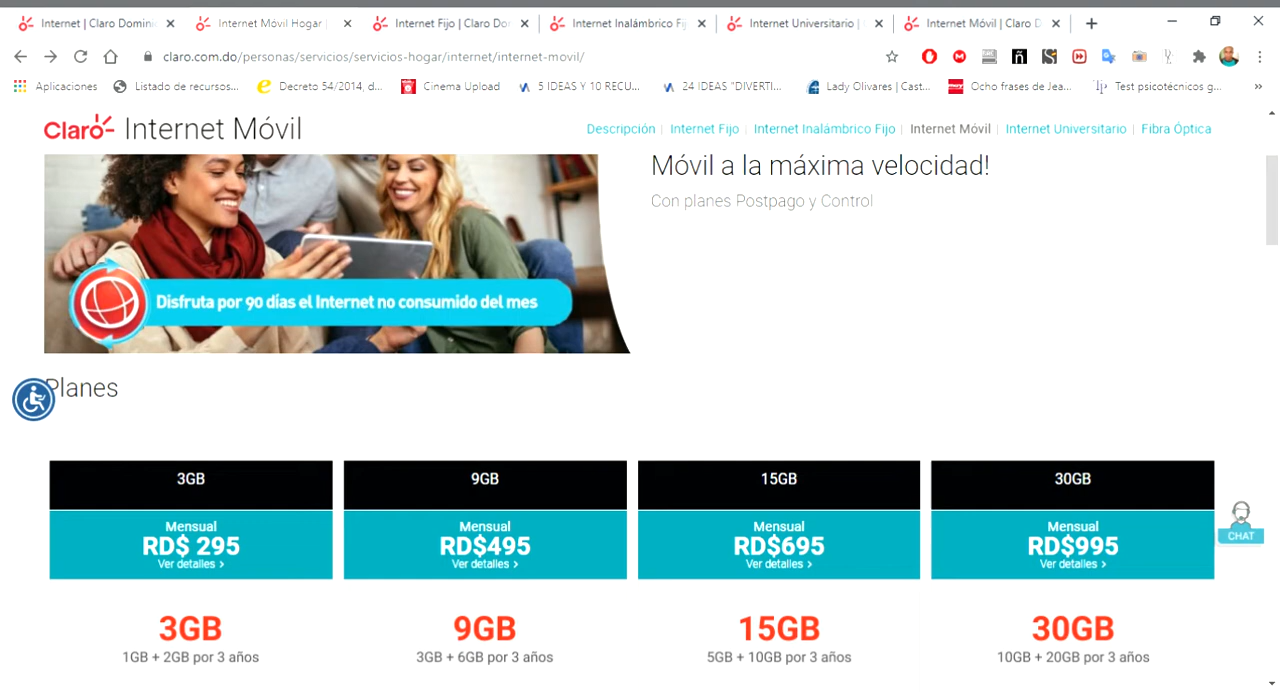 Internet | Claro Domini
Internet Móvil Hogar |
Internet Fijo | Claro Do
Internet Inalámbrico Fij
Internet Universitario |
Internet Móvil | Claro D
claro.com.do/personas/servicios/servicios-hogar/internet/internet-movil/
Aplicaciones
Listado de recursos...
Decreto 54/2014, d...
Cinema Upload
5 IDEAS Y 10 RECU...
24 IDEAS "DIVERTI...
Lady Olivares | Cast...
Ocho frases de Jea...
Test psicotécnicos g...
Claro Internet Móvil
Descripción | Internet Fijo | Internet Inalámbrico Fijo | Internet Móvil | Internet Universitario | Fibra Óptica
Móvil a la máxima velocidad!
Con planes Postpago y Control
Disfruta por 90 días el Internet no consumido del mes
Planes
3GB
Mensual
RD$ 295
Ver detalles >
3GB
1GB + 2GB por 3 años
9GB
Mensual
RD$495
Ver detalles >
9GB
3GB + 6GB por 3 años
15GB
Mensual
RD$695
Ver detalles >
15GB
5GB + 10GB por 3 años
30GB
Mensual
RD$995
Ver detalles >
30GB
10GB + 20GB por 3 años
CHAT